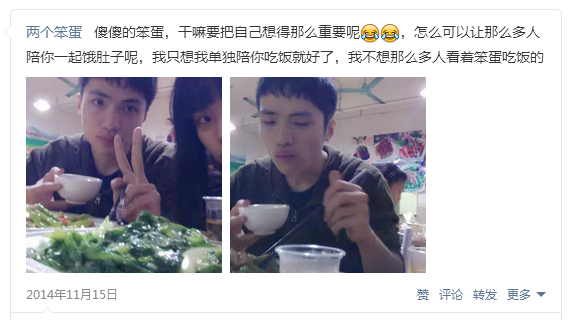 两个笨蛋 傻傻的笨蛋，干嘛要把自己想得那么重要呢😂😂，怎么可以让那么多人
陪你一起饿肚子呢，我只想我单独陪你吃饭就好了，我不想那么多人看着笨蛋吃饭的
2014年11月15日 赞 评论 转发 更多